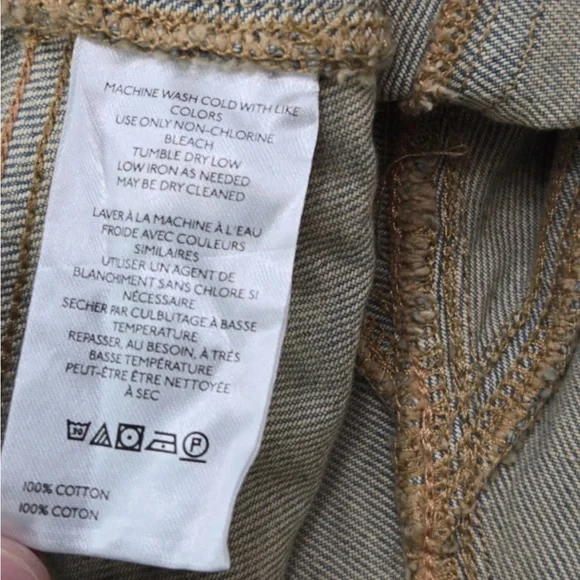 MACHINE WASH COLD WITH LIKE
COLORS
USE ONLY NON-CHLORINE
BLEACH
TUMBLE DRY LOW
LOW IRON AS NEEDED
MAY BE DRY CLEANED
LAVER À LA MACHINE À L'EAU
FROIDE AVEC COULEURS
SIMILAIRES
UTILISER UN AGENT DE
BLANCHIMENT SANS CHLORE SI
NÉCESSAIRE
SECHER PAR CULBUTAGE À BASSE
TEMPERATURE
REPASSER, AU BESOIN, À TRÉS
BASSE TEMPÉRATURE
PEUT-ÊTRE ÊTRE NETTOYÉE
À SEC
30 P
100% COTTON
100% COTON